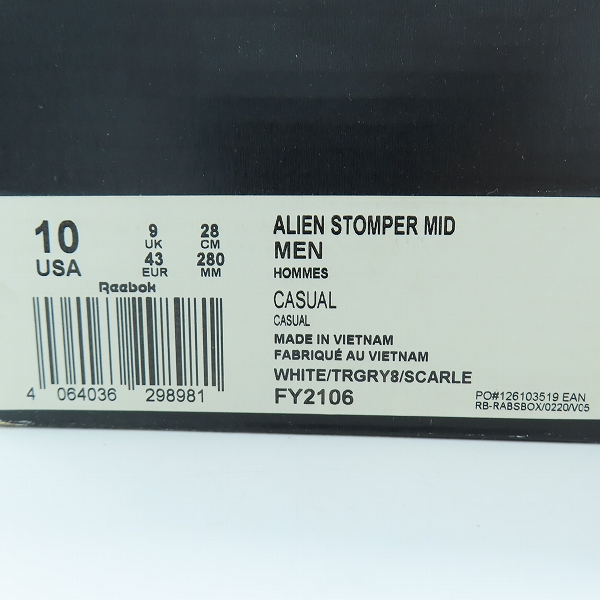 10
USA
9 28
UK CM
43 280
EUR MM
Reebok
4 064036 298981
ALIEN STOMPER MID
MEN
HOMMES
CASUAL
CASUAL
MADE IN VIETNAM
FABRIQUÉ AU VIETNAM
WHITE/TRGRY8/SCARLE
FY2106
PO#126103519 EAN
RB-RABSBOX/0220/V05